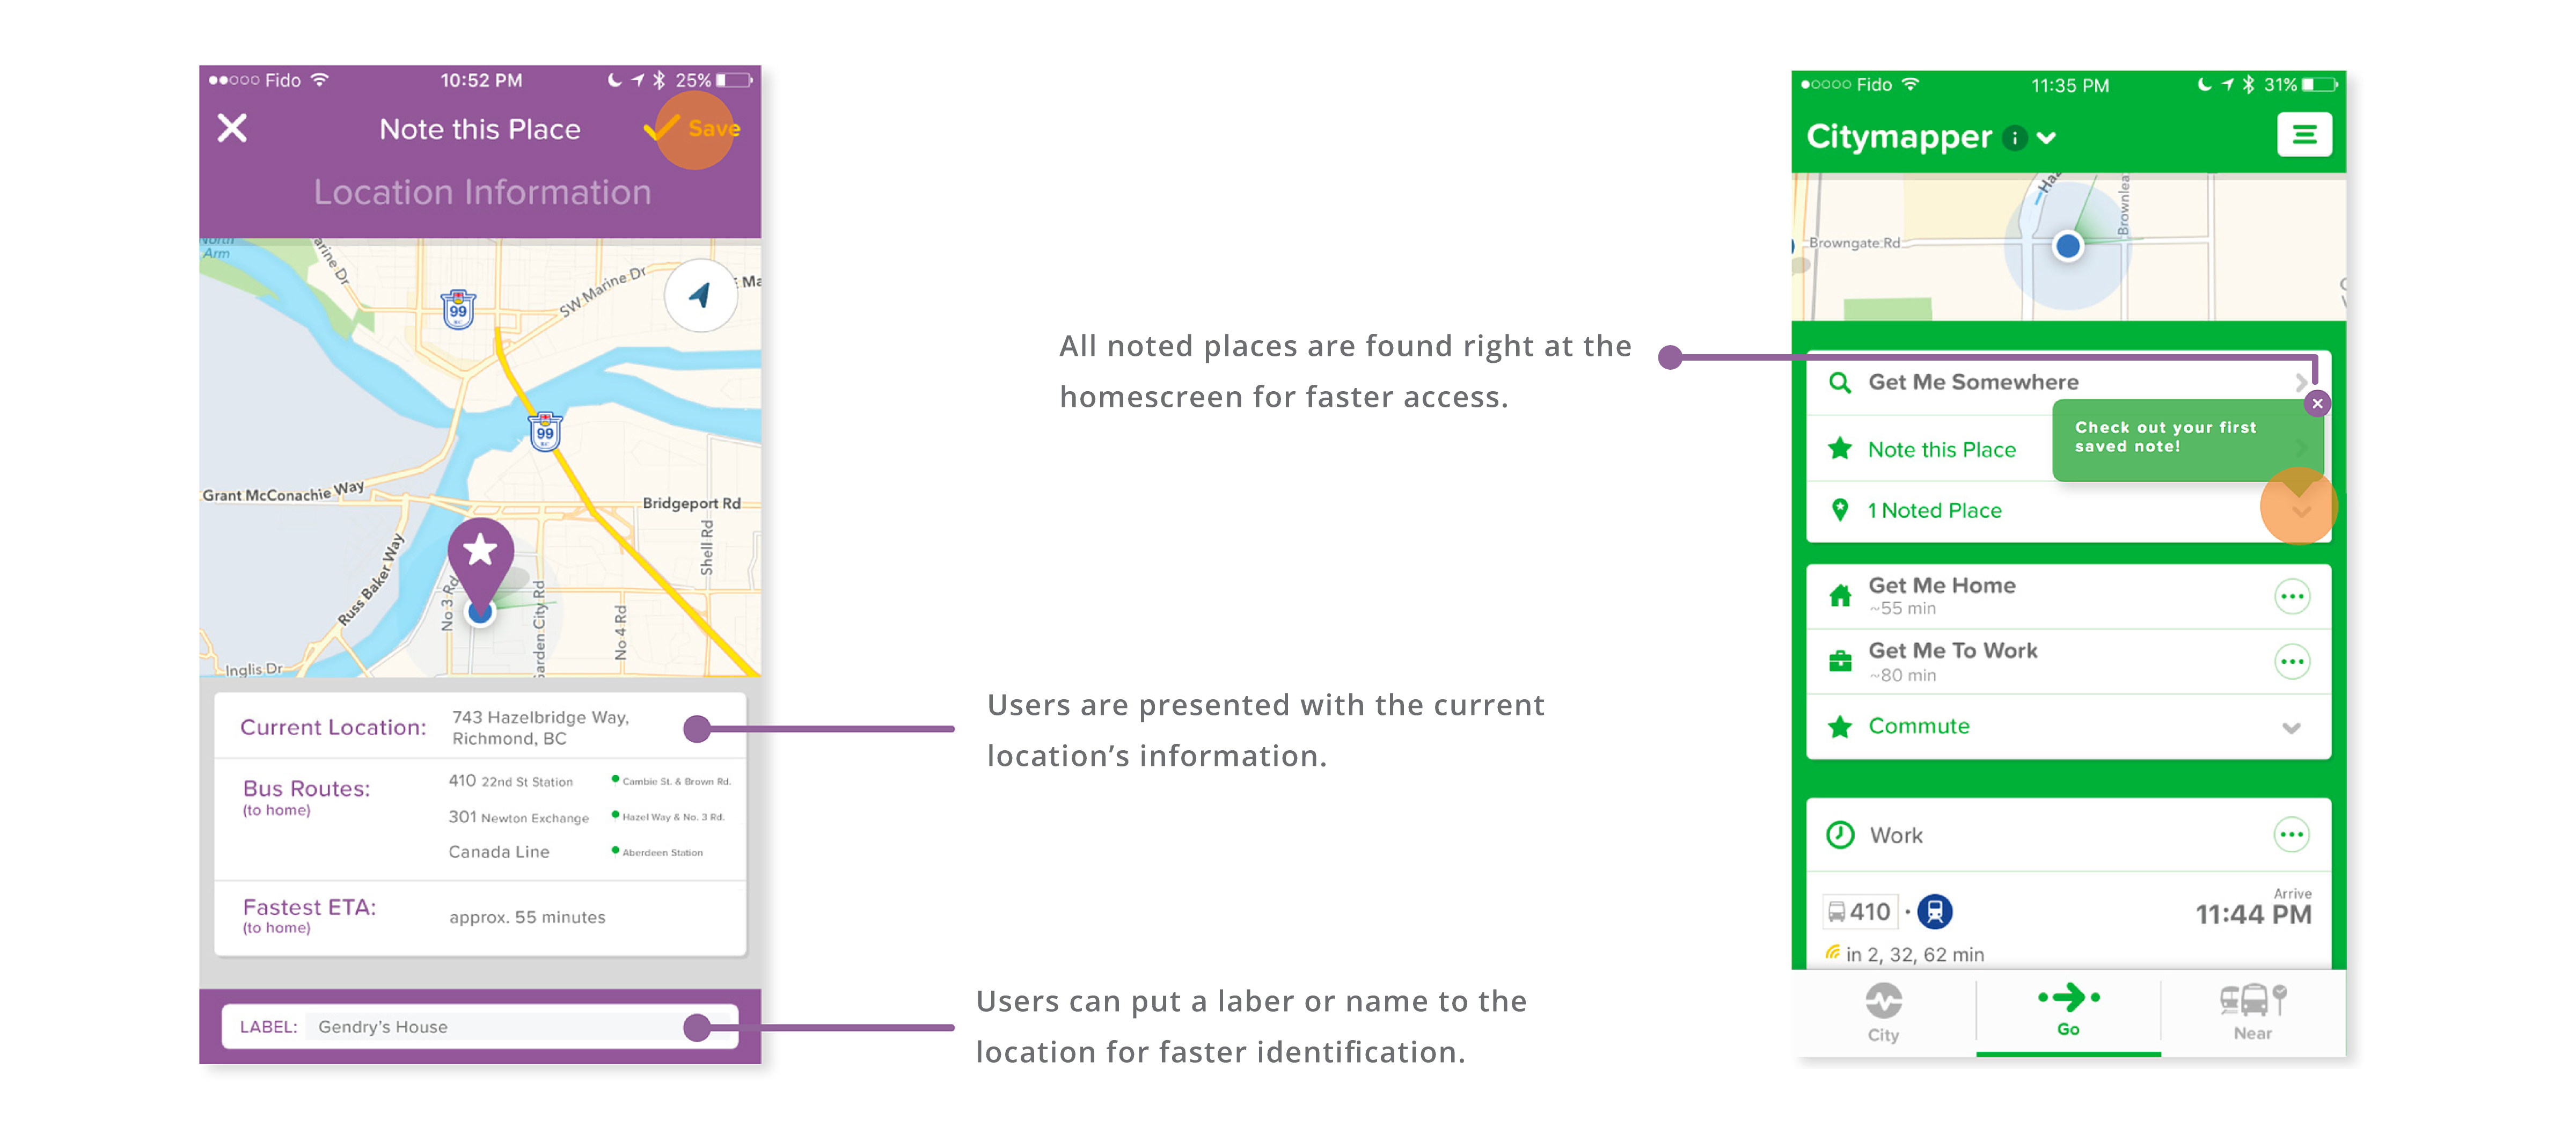 Fido 10:52 PM 25%
Note this Place Save
Location Information
North
Arm
arine Dr
SW Marine Dr
Ma
99
99
Grant McConachie Way
Bridgeport Rd
Shell Rd
Russ Baker Way
No 3 Rd
arden City Rd
No 4 Rd
Inglis Dr
Current Location: 743 Hazelbridge Way,
Richmond, BC
Bus Routes:
(to home)
410 22nd St Station Cambie St. & Brown Rd.
301 Newton Exchange Hazel Way & No. 3 Rd.
Canada Line Aberdeen Station
Fastest ETA:
(to home)
approx. 55 minutes
LABEL: Gendry's House
All noted places are found right at the
homescreen for faster access.
Users are presented with the current
location's information.
Users can put a laber or name to the
location for faster identification.
Fido 11:35 PM 31%
Citymapper i
Haz
Brownlea
Browngate Rd
Get Me Somewhere
Check out your first
saved note!
Note this Place
1 Noted Place
Get Me Home
~55 min
Get Me To Work
~80 min
Commute
Work
410
Arrive
11:44 PM
in 2, 32, 62 min
City
Go
Near